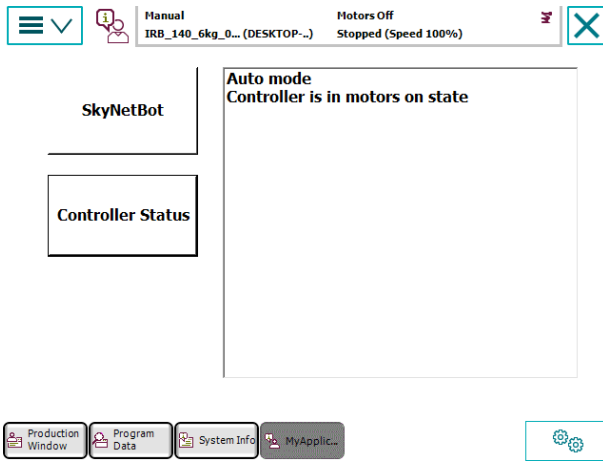 Manual
Motors Off
IRB_140_6kg_0... (DESKTOP-..)
Stopped (Speed 100%)
SkyNetBot
Auto mode
Controller is in motors on state
Controller Status
Production
Window
Program
Data
System Info
MyApplic...